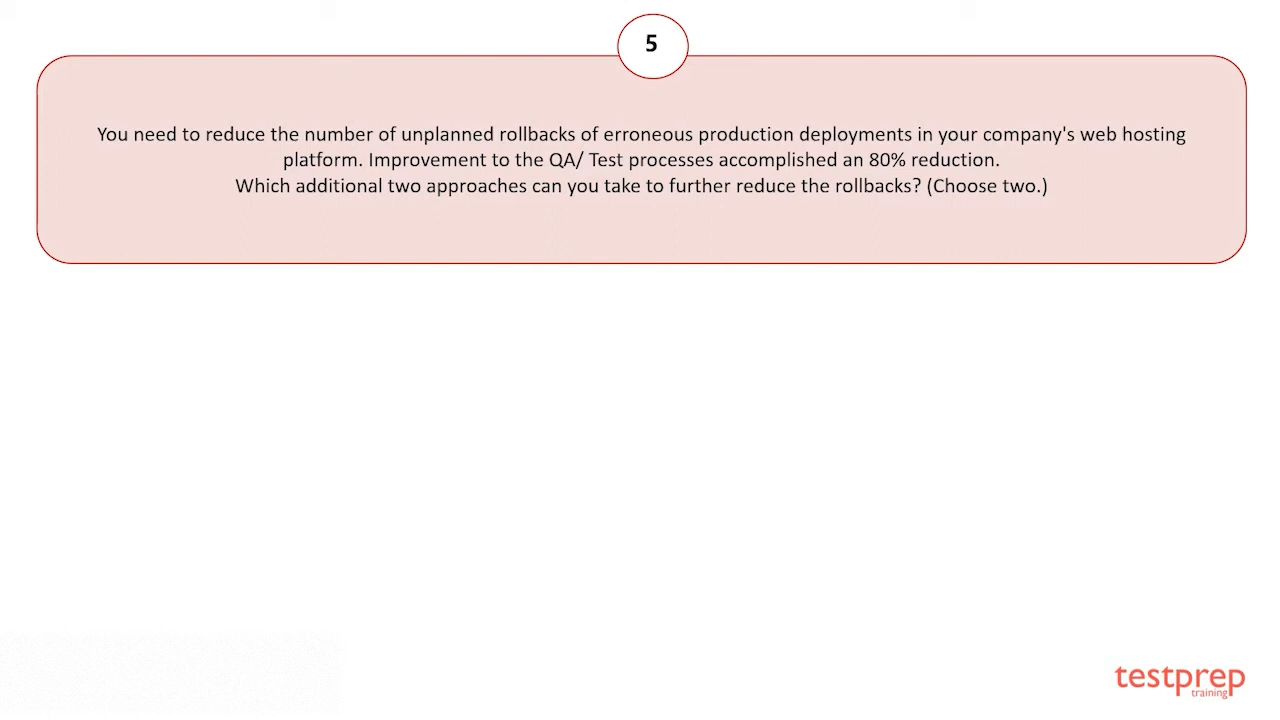 5
You need to reduce the number of unplanned rollbacks of erroneous production deployments in your company's web hosting
platform. Improvement to the QA/ Test processes accomplished an 80% reduction.
Which additional two approaches can you take to further reduce the rollbacks? (Choose two.)
testprep
training